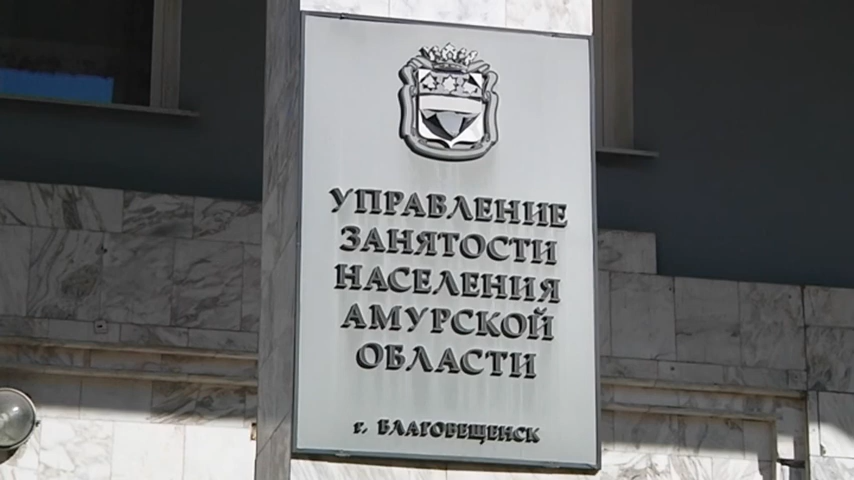 УПРАВЛЕНИЕ
ЗАНЯТОСТИ
НАСЕЛЕНИЯ
АМУРСКОЙ
ОБЛАСТИ
г. БЛАГОВЕЩЕНСК